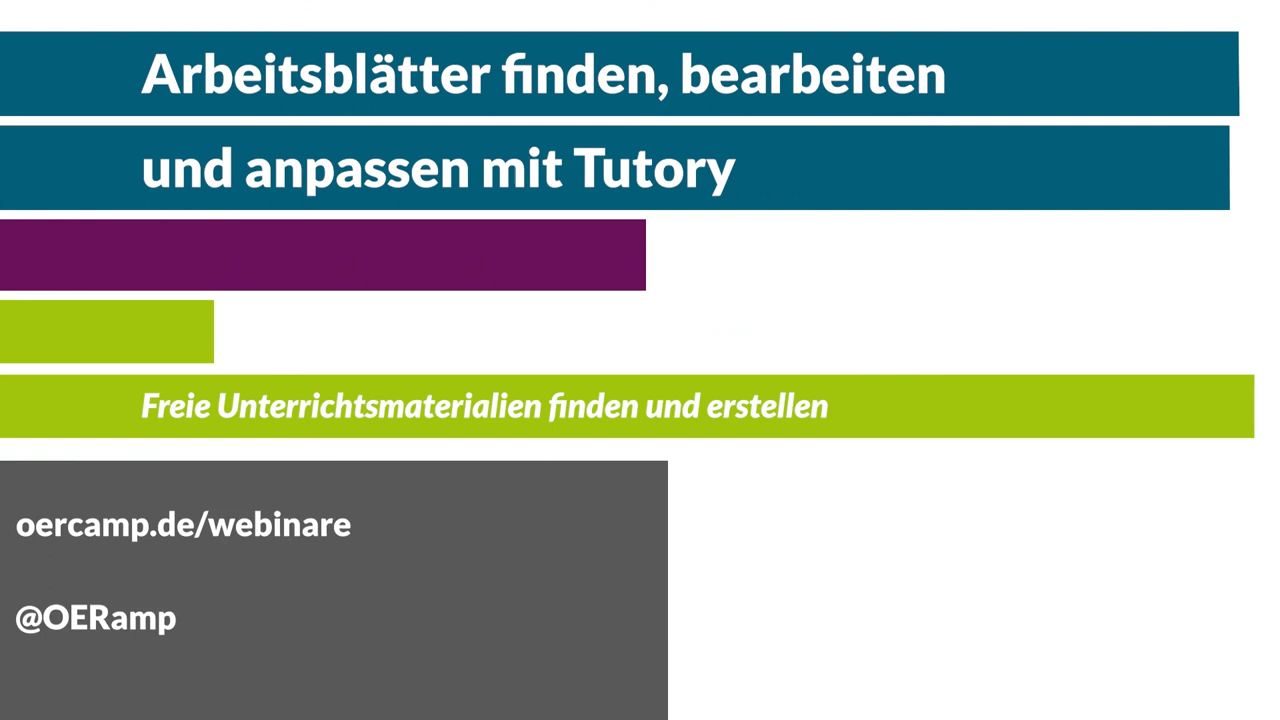 Arbeitsblätter finden, bearbeiten
und anpassen mit Tutory
Freie Unterrichtsmaterialien finden und erstellen
oercamp.de/webinare
@OERamp